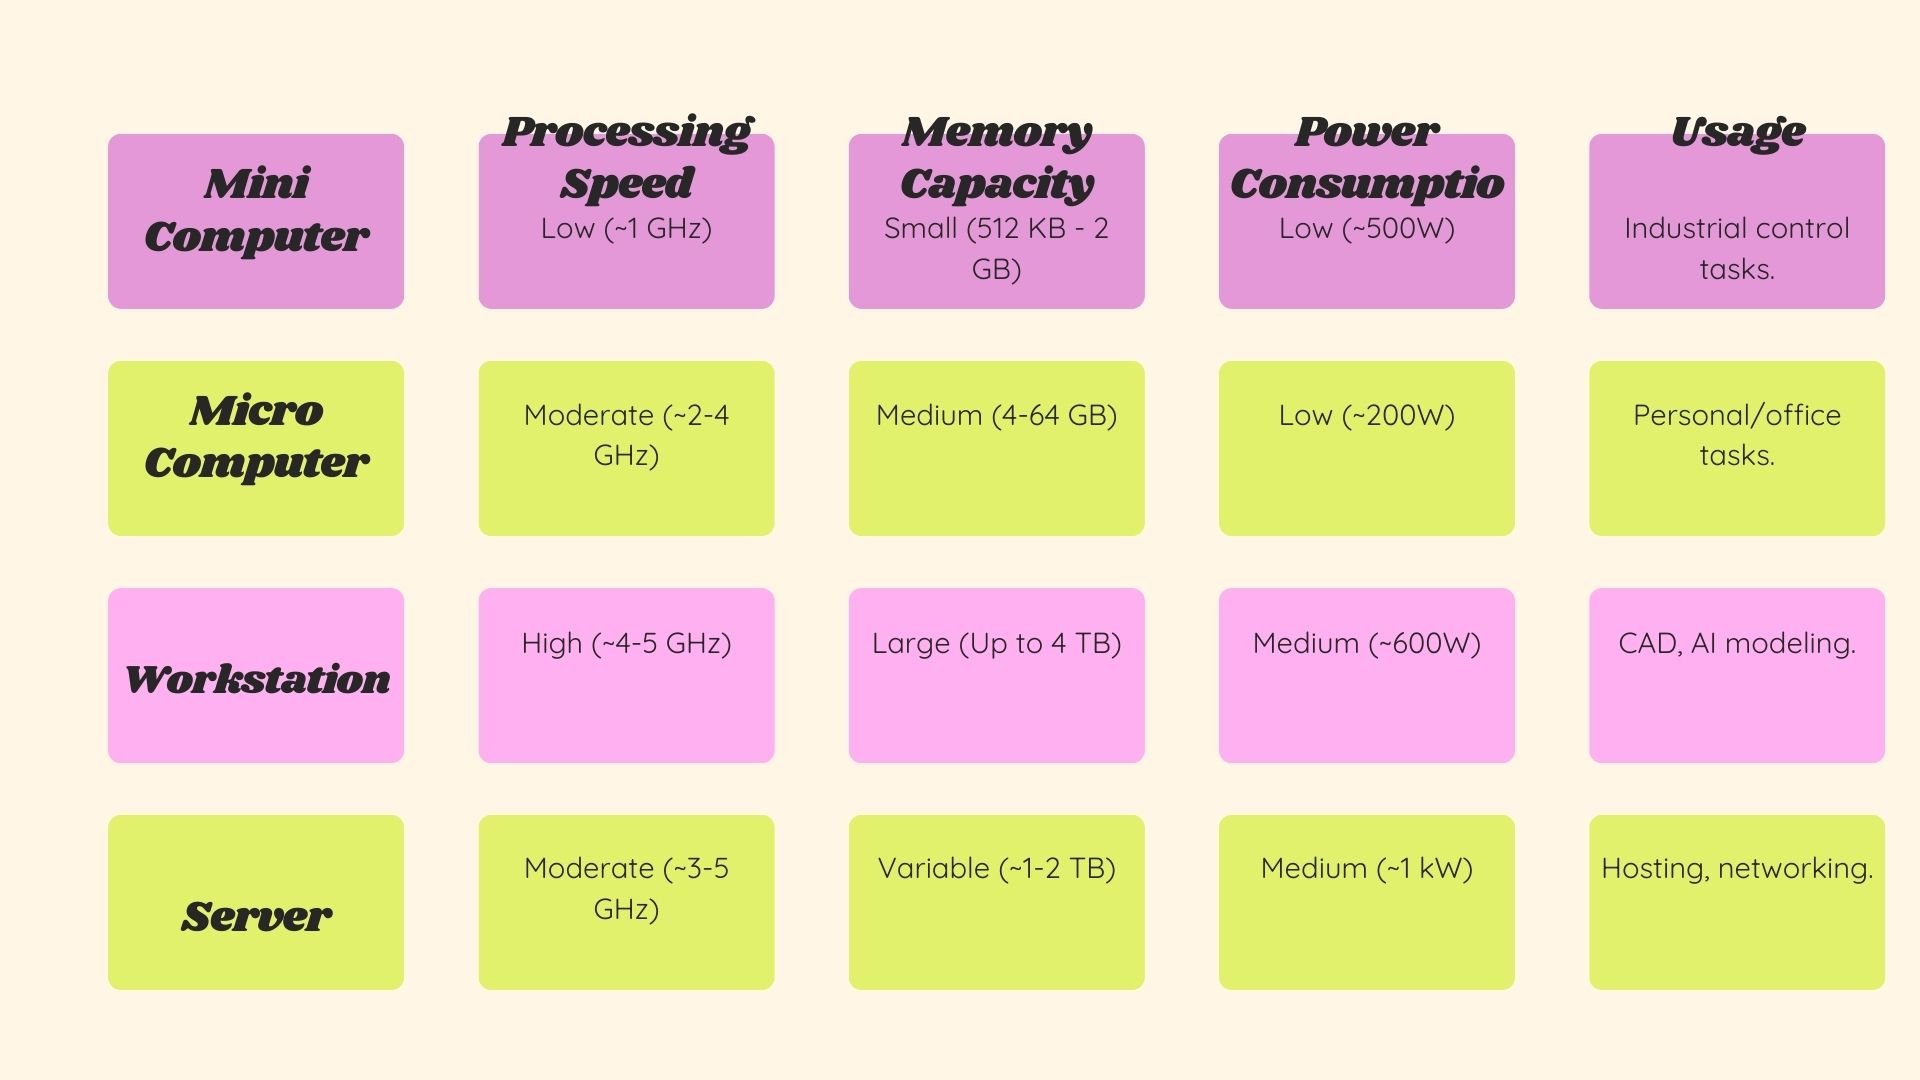 Mini
Computer
Processing
Speed
Low (~1 GHz)
Memory
Capacity
Small (512 KB - 2
GB)
Power
Consumptio
Low (~500W)
Usage
Industrial control
tasks.
Micro
Computer
Moderate (~2-4
GHz)
Medium (4-64 GB)
Low (~200W)
Personal/office
tasks.
Workstation
High (~4-5 GHz)
Large (Up to 4 TB)
Medium (~600W)
CAD, AI modeling.
Server
Moderate (~3-5
GHz)
Variable (~1-2 TB)
Medium (~1 kW)
Hosting, networking.